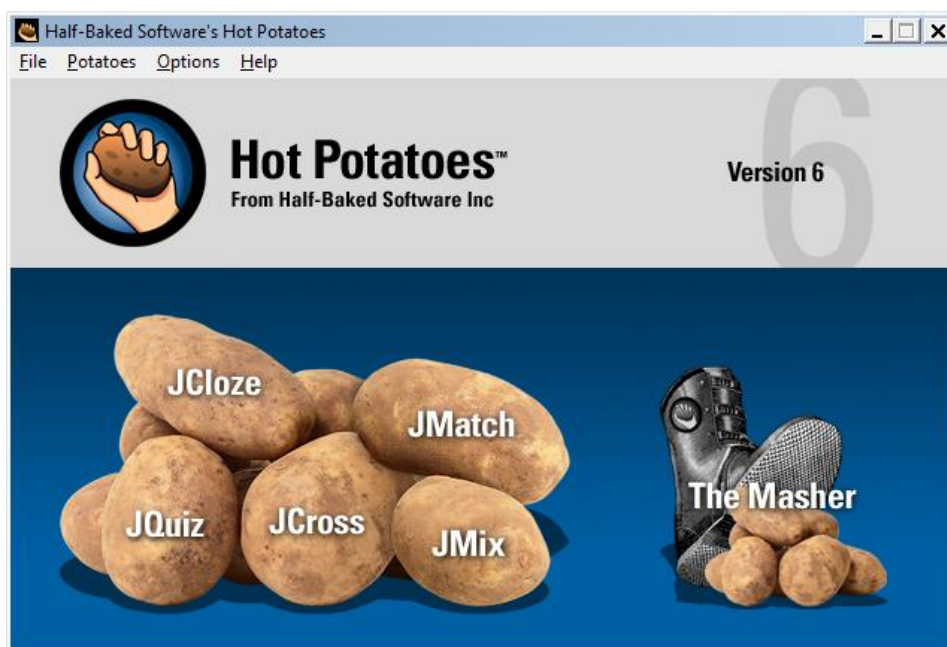 Half-Baked Software's Hot Potatoes
File Potatoes Options Help
6
Hot Potatoes™
From Half-Baked Software Inc
Version 6
JCloze
JMatch
JQuiz
JCross
JMix
The Masher